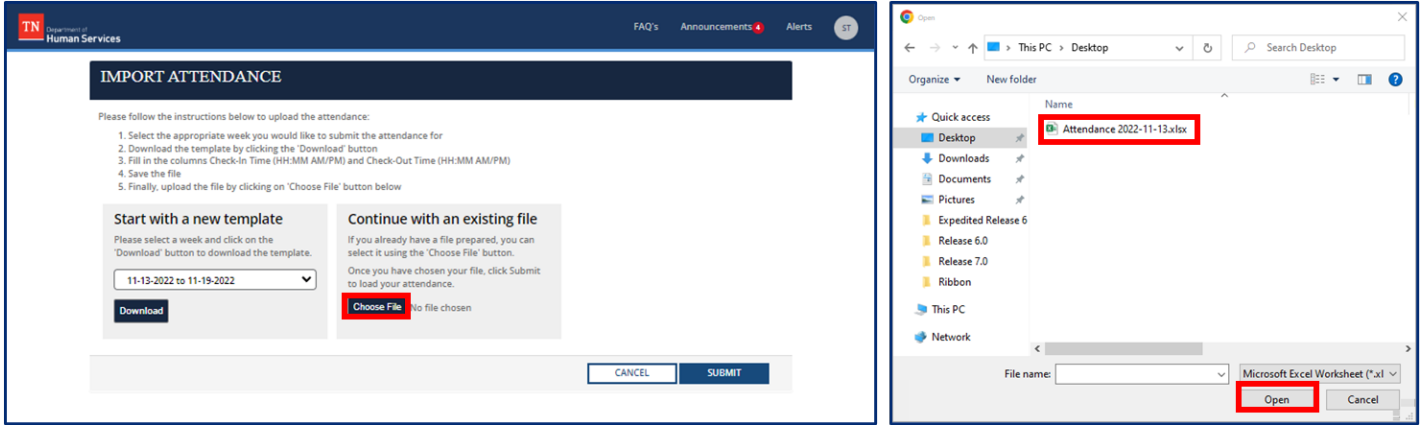 TN Department of
Human Services
FAQ's Announcements 4 Alerts ST
IMPORT ATTENDANCE
Please follow the instructions below to upload the attendance:
1. Select the appropriate week you would like to submit the attendance for
2. Download the template by clicking the 'Download' button
3. Fill in the columns Check-In Time (HH:MM AM/PM) and Check-Out Time (HH:MM AM/PM)
4. Save the file
5. Finally, upload the file by clicking on 'Choose File' button below
Start with a new template
Please select a week and click on the
'Download' button to download the template.
11-13-2022 to 11-19-2022
Download
Continue with an existing file
If you already have a file prepared, you can
select it using the 'Choose File' button.
Once you have chosen your file, click Submit
to load your attendance.
Choose File No file chosen
CANCEL SUBMIT
Open
This PC > Desktop
Search Desktop
Organize New folder
Name
Attendance 2022-11-13.xlsx
Quick access
Desktop
Downloads
Documents
Pictures
Expedited Release 6
Release 6.0
Release 7.0
Ribbon
This PC
Network
File name: Microsoft Excel Worksheet (*.xl
Open Cancel